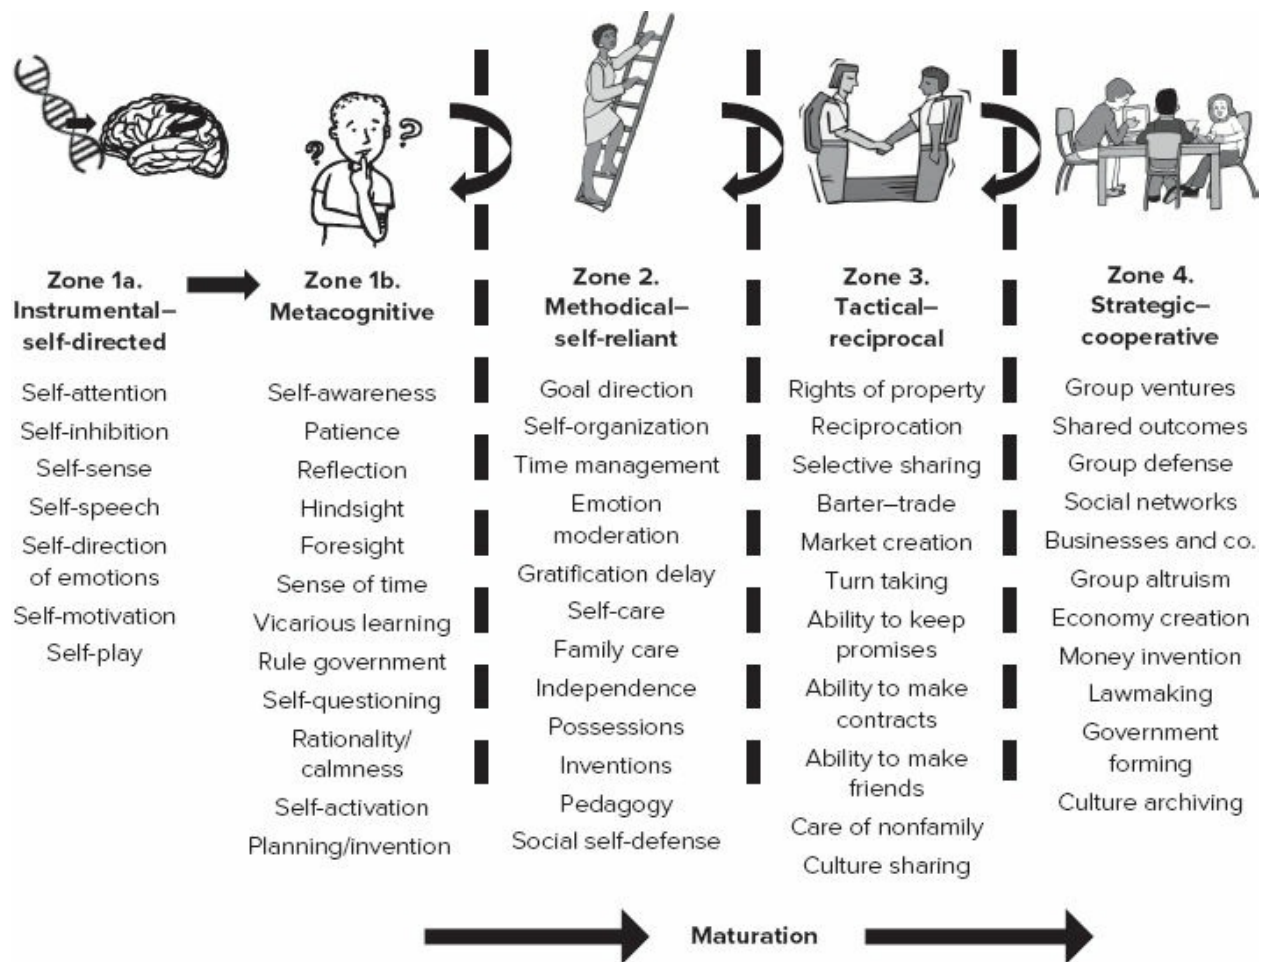 ? ?
Zone 1a.
Instrumental–
self-directed
Self-attention
Self-inhibition
Self-sense
Self-speech
Self-direction
of emotions
Self-motivation
Self-play
Zone 1b.
Metacognitive
Self-awareness
Patience
Reflection
Hindsight
Foresight
Sense of time
Vicarious learning
Rule government
Self-questioning
Rationality/
calmness
Self-activation
Planning/invention
Zone 2.
Methodical–
self-reliant
Goal direction
Self-organization
Time management
Emotion
moderation
Gratification delay
Self-care
Family care
Independence
Possessions
Inventions
Pedagogy
Social self-defense
Zone 3.
Tactical–
reciprocal
Rights of property
Reciprocation
Selective sharing
Barter–trade
Market creation
Turn taking
Ability to keep
promises
Ability to make
contracts
Ability to make
friends
Care of nonfamily
Culture sharing
Zone 4.
Strategic–
cooperative
Group ventures
Shared outcomes
Group defense
Social networks
Businesses and co.
Group altruism
Economy creation
Money invention
Lawmaking
Government
forming
Culture archiving
Maturation